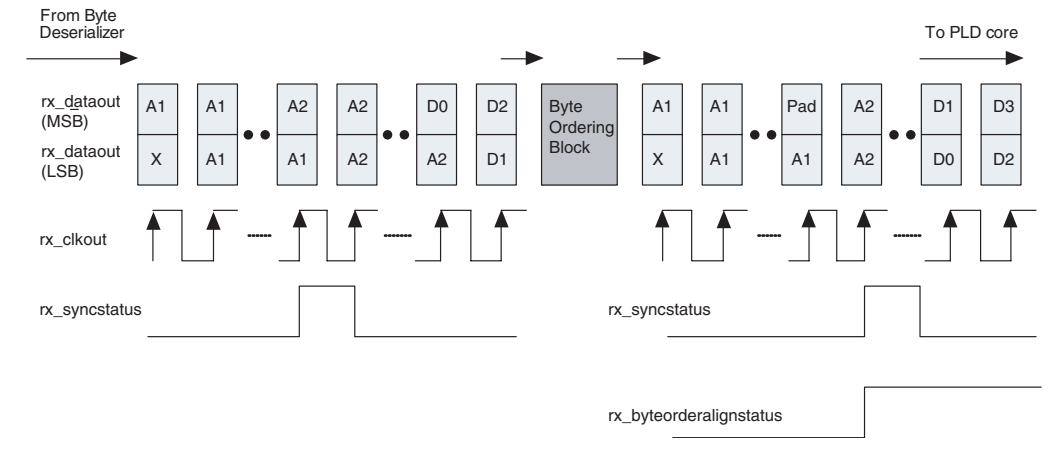 From Byte
Deserializer
To PLD core
rx_dataout
(MSB)
A1 A1 A2 A2 D0 D2
rx_dataout
(LSB)
X A1 A1 A2 A2 D1
Byte
Ordering
Block
A1 A1 Pad A2 D1 D3
X A1 A1 A2 D0 D2
rx_clkout
rx_syncstatus
rx_syncstatus
rx_byteorderalignstatus